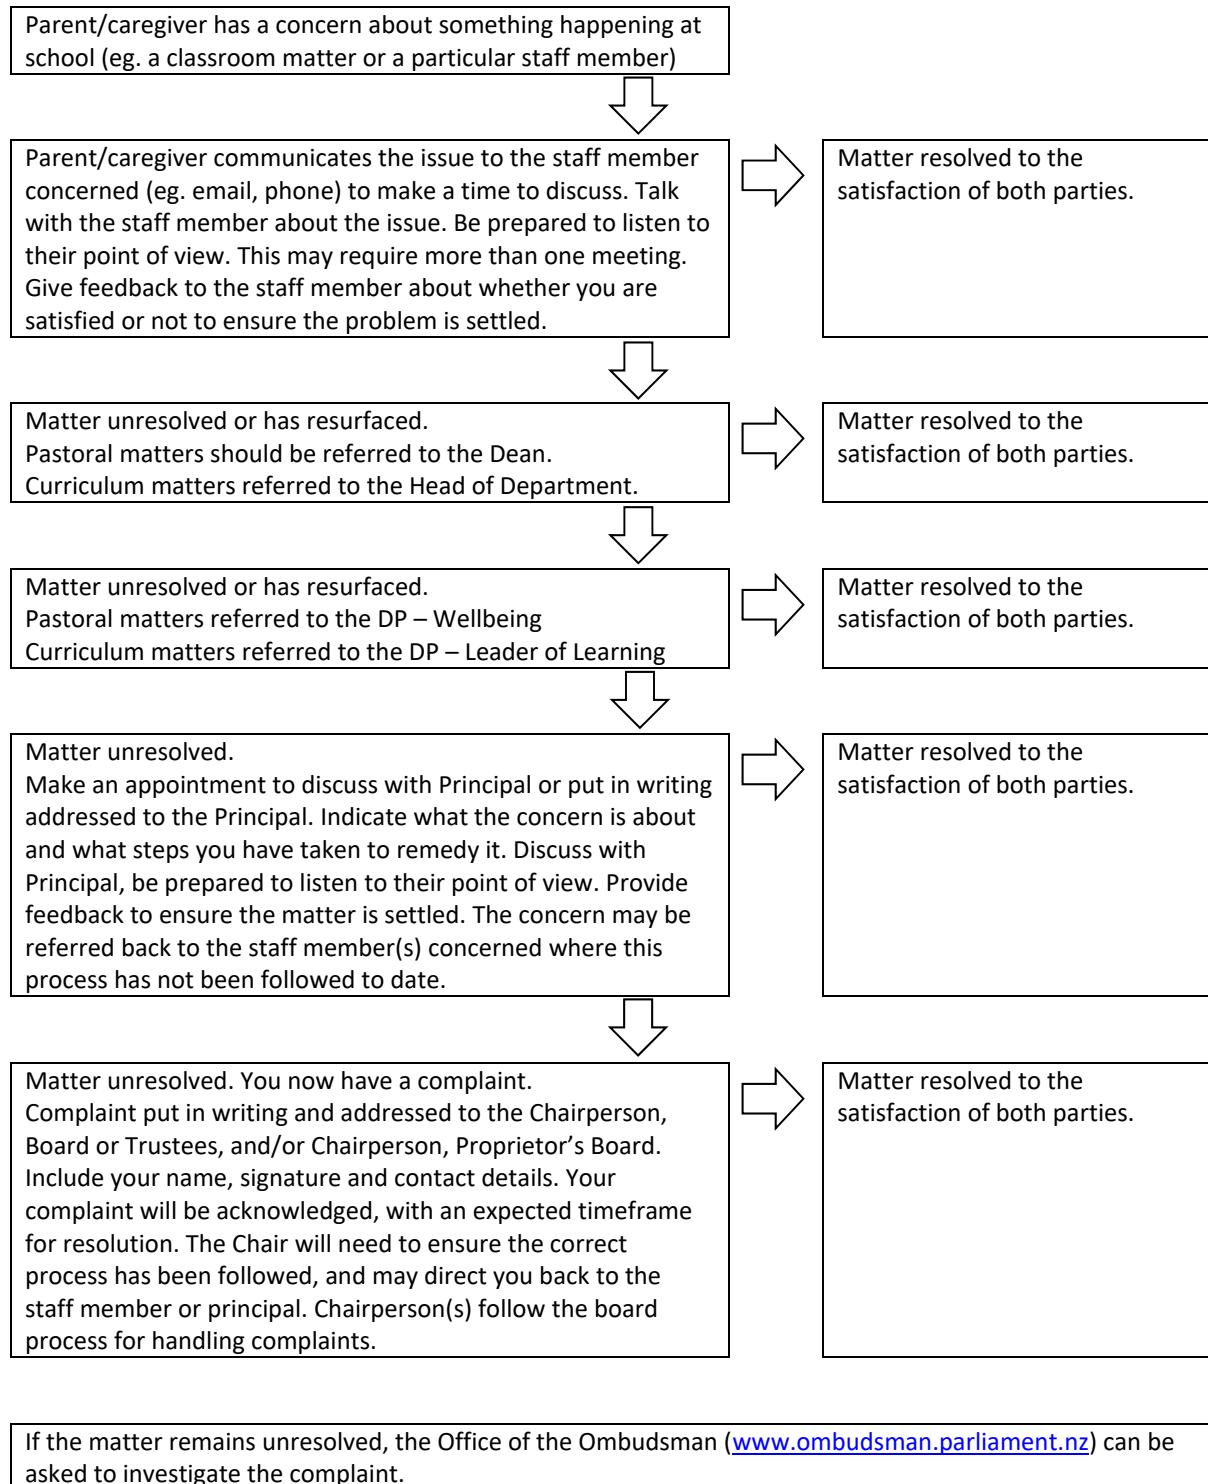 Parent/caregiver has a concern about something happening at
school (eg. a classroom matter or a particular staff member)
Parent/caregiver communicates the issue to the staff member
concerned (eg. email, phone) to make a time to discuss. Talk
with the staff member about the issue. Be prepared to listen to
their point of view. This may require more than one meeting.
Give feedback to the staff member about whether you are
satisfied or not to ensure the problem is settled.
Matter resolved to the
satisfaction of both parties.
Matter unresolved or has resurfaced.
Pastoral matters should be referred to the Dean.
Curriculum matters referred to the Head of Department.
Matter resolved to the
satisfaction of both parties.
Matter unresolved or has resurfaced.
Pastoral matters referred to the DP – Wellbeing
Curriculum matters referred to the DP – Leader of Learning
Matter resolved to the
satisfaction of both parties.
Matter unresolved.
Make an appointment to discuss with Principal or put in writing
addressed to the Principal. Indicate what the concern is about
and what steps you have taken to remedy it. Discuss with
Principal, be prepared to listen to their point of view. Provide
feedback to ensure the matter is settled. The concern may be
referred back to the staff member(s) concerned where this
process has not been followed to date.
Matter resolved to the
satisfaction of both parties.
Matter unresolved. You now have a complaint.
Complaint put in writing and addressed to the Chairperson,
Board or Trustees, and/or Chairperson, Proprietor’s Board.
Include your name, signature and contact details. Your
complaint will be acknowledged, with an expected timeframe
for resolution. The Chair will need to ensure the correct
process has been followed, and may direct you back to the
staff member or principal. Chairperson(s) follow the board
process for handling complaints.
Matter resolved to the
satisfaction of both parties.
If the matter remains unresolved, the Office of the Ombudsman (www.ombudsman.parliament.nz) can be
asked to investigate the complaint.